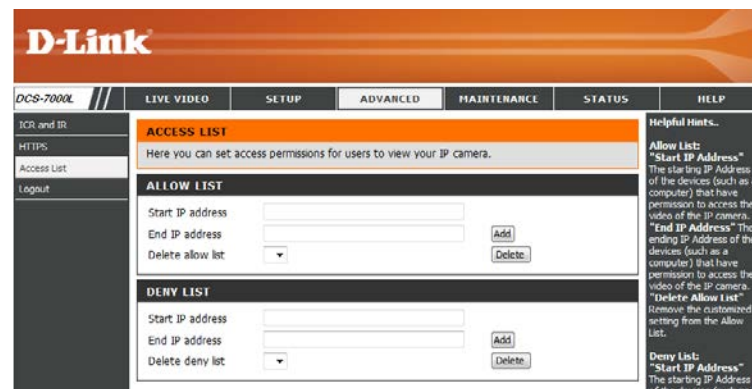 D-Link
DCS-7000L
LIVE VIDEO
SETUP
ADVANCED
MAINTENANCE
STATUS
HELP
ICR and IR
HTTPS
Access List
Logout
ACCESS LIST
Here you can set access permissions for users to view your IP camera.
ALLOW LIST
Start IP address
End IP address
Add
Delete allow list
Delete
DENY LIST
Start IP address
End IP address
Add
Delete deny list
Delete
Helpful Hints..
Allow List:
"Start IP Address"
The starting IP Address
of the devices (such as a
computer) that have
permission to access the
video of the IP camera.
"End IP Address" The
ending IP Address of the
devices (such as a
computer) that have
permission to access the
video of the IP camera.
"Delete Allow List"
Remove the customized
setting from the Allow
List.
Deny List:
"Start IP Address"
The starting IP Address